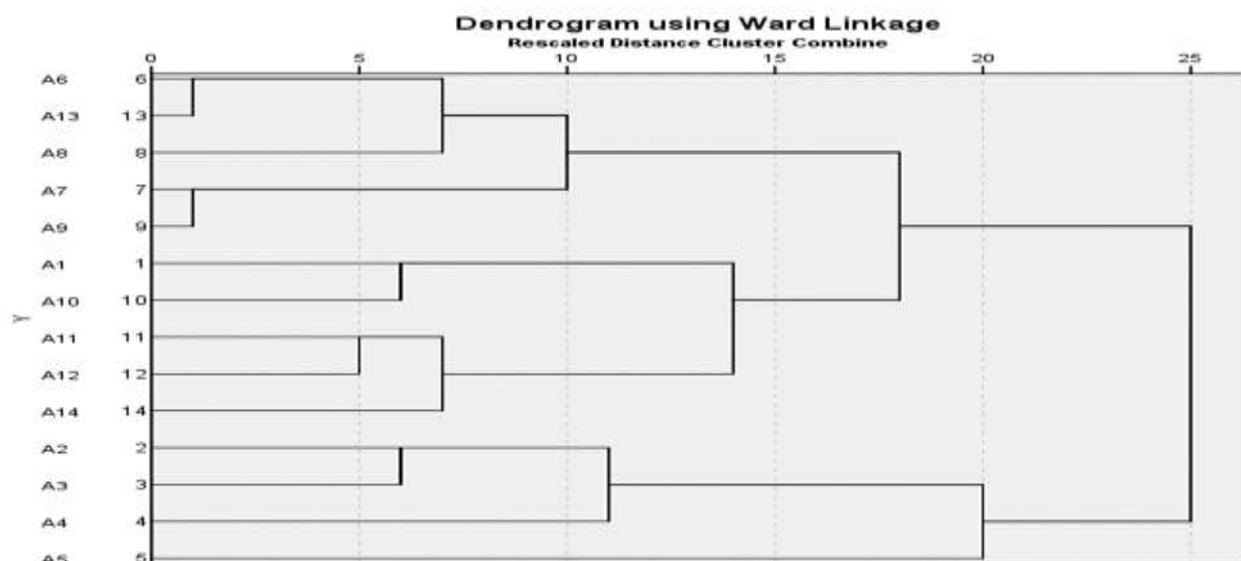 Dendrogram using Ward Linkage
Rescaled Distance Cluster Combine
0 5 10 15 20 25
A6 6
A13 13
A8 8
A7 7
A9 9
A1 1
A10 10
Y
A11 11
A12 12
A14 14
A2 2
A3 3
A4 4
A5 5